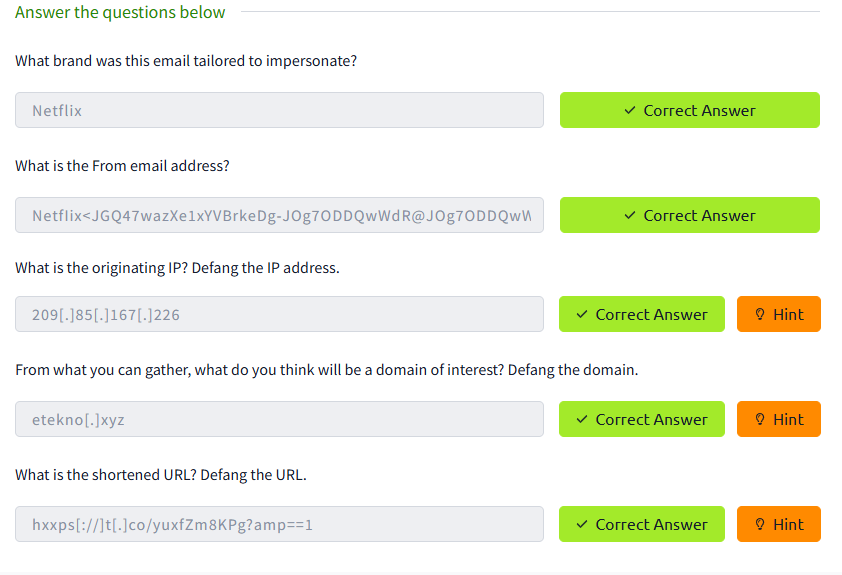 Answer the questions below
What brand was this email tailored to impersonate?
Netflix
Correct Answer
What is the From email address?
Netflix<JGQ47wazXe1xYVBrkeDg-JOg7ODDQwWdR@JOg7ODDQwW
Correct Answer
What is the originating IP? Defang the IP address.
209[.]85[.]167[.]226
Correct Answer
Hint
From what you can gather, what do you think will be a domain of interest? Defang the domain.
etekno[.]xyz
Correct Answer
Hint
What is the shortened URL? Defang the URL.
hxxps[://]t[.]co/yuxfZm8KPg?amp==1
Correct Answer
Hint